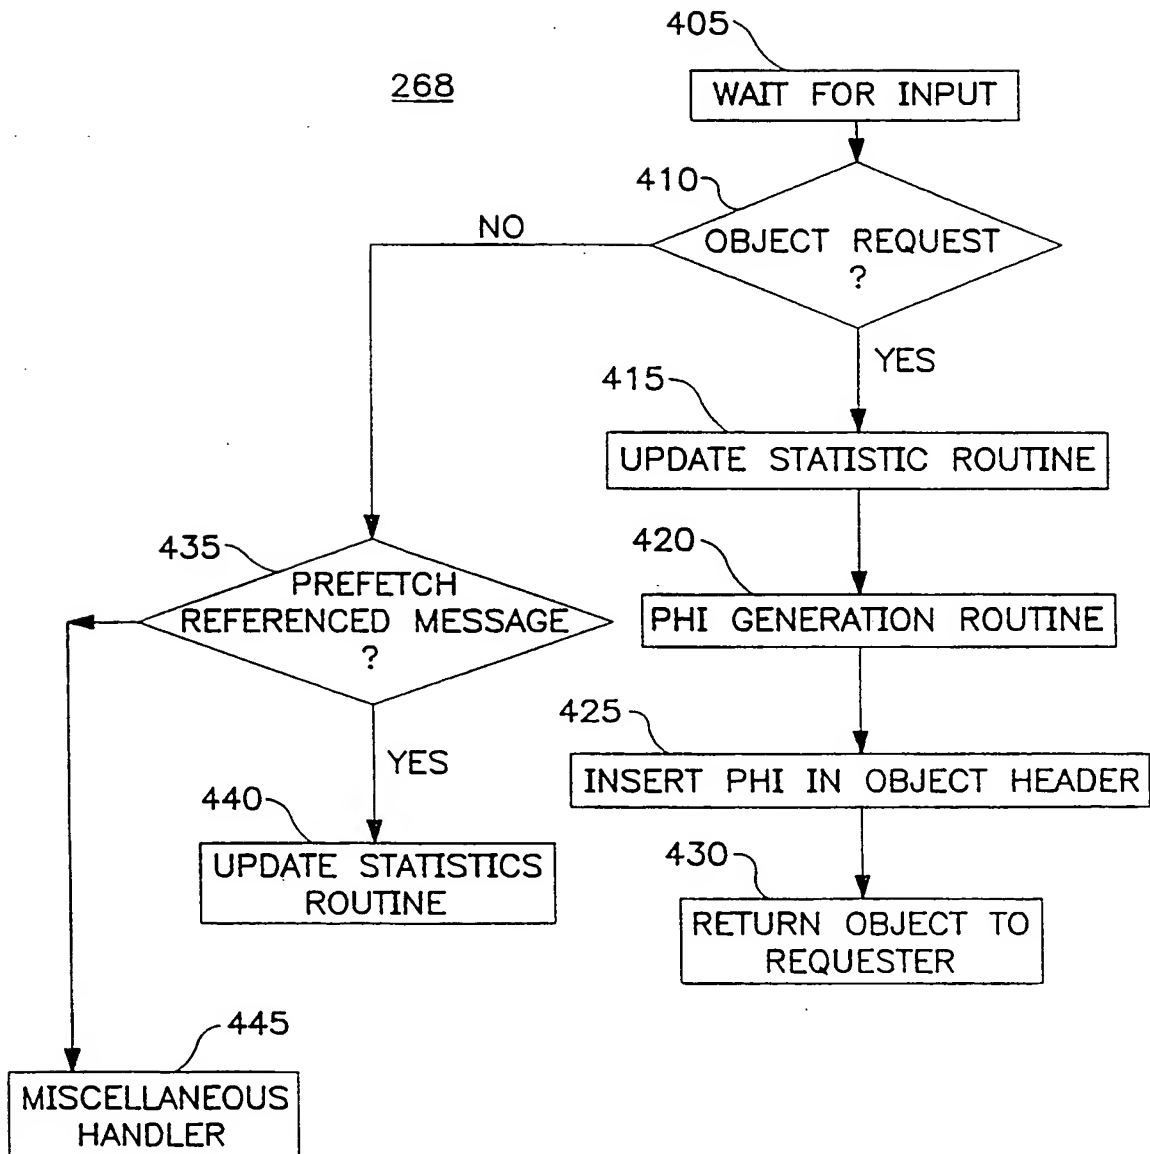 405
268
WAIT FOR INPUT
410
NO
OBJECT REQUEST
?
YES
415
UPDATE STATISTIC ROUTINE
435
420
PREFETCH
REFERENCED MESSAGE
?
PHI GENERATION ROUTINE
425
YES
INSERT PHI IN OBJECT HEADER
440
UPDATE STATISTICS
ROUTINE
430
RETURN OBJECT TO
REQUESTER
445
MISCELLANEOUS
HANDLER